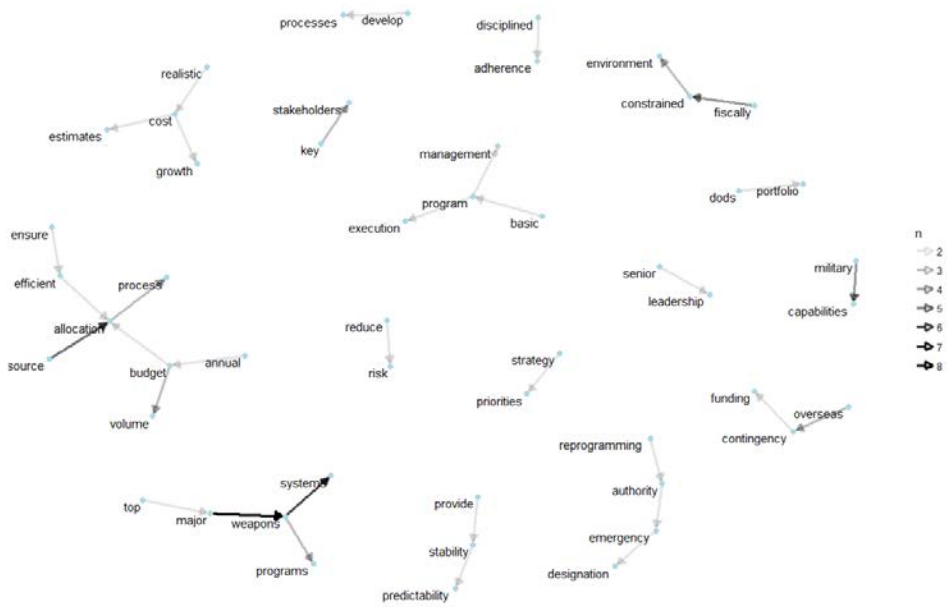 processes
develop
disciplined
adherence
environment
constrained
fiscally
realistic
cost
estimates
growth
stakeholders
key
management
program
execution
basic
dods
portfolio
ensure
efficient
process
allocation
source
budget
annual
volume
senior
leadership
military
capabilities
reduce
risk
strategy
priorities
funding
overseas
contingency
reprogramming
authority
emergency
designation
top
major
weapons
systems
programs
provide
stability
predictability
n
2
3
4
5
6
7
8